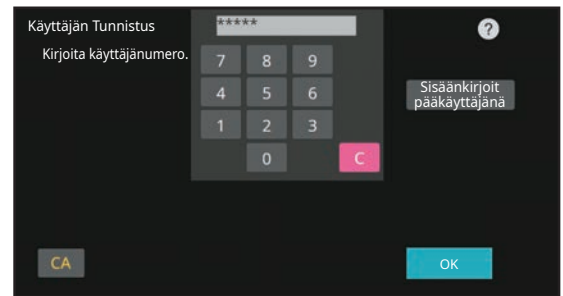 Käyttäjän Tunnistus
*****
?
Kirjoita käyttäjänumero.
7 8 9
4 5 6
Sisäänkirjoit
pääkäyttäjänä
1 2 3
0 C
CA
OK